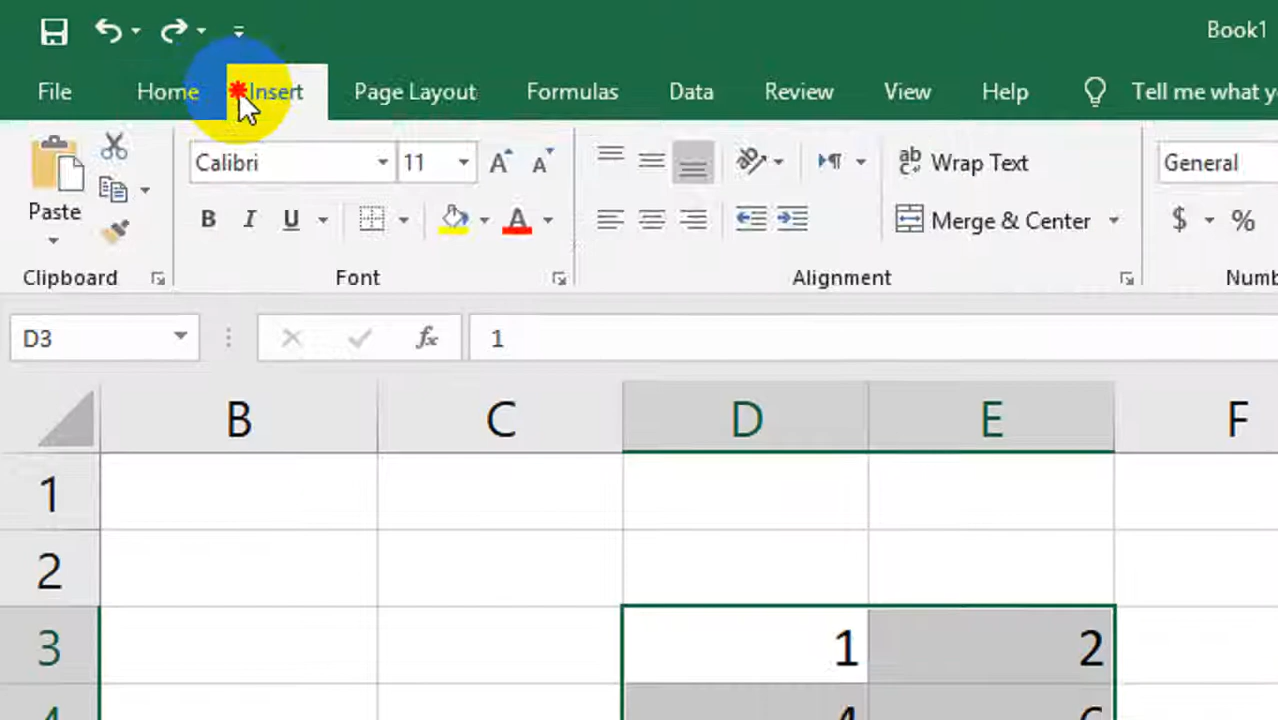 Book1
File Home Insert Page Layout Formulas Data Review View Help Tell me what
Calibri 11 Wrap Text General
Paste B I U A Merge & Center $ %
Clipboard Font Alignment
D3 fx 1
B C D E F
1
2
3 1 2